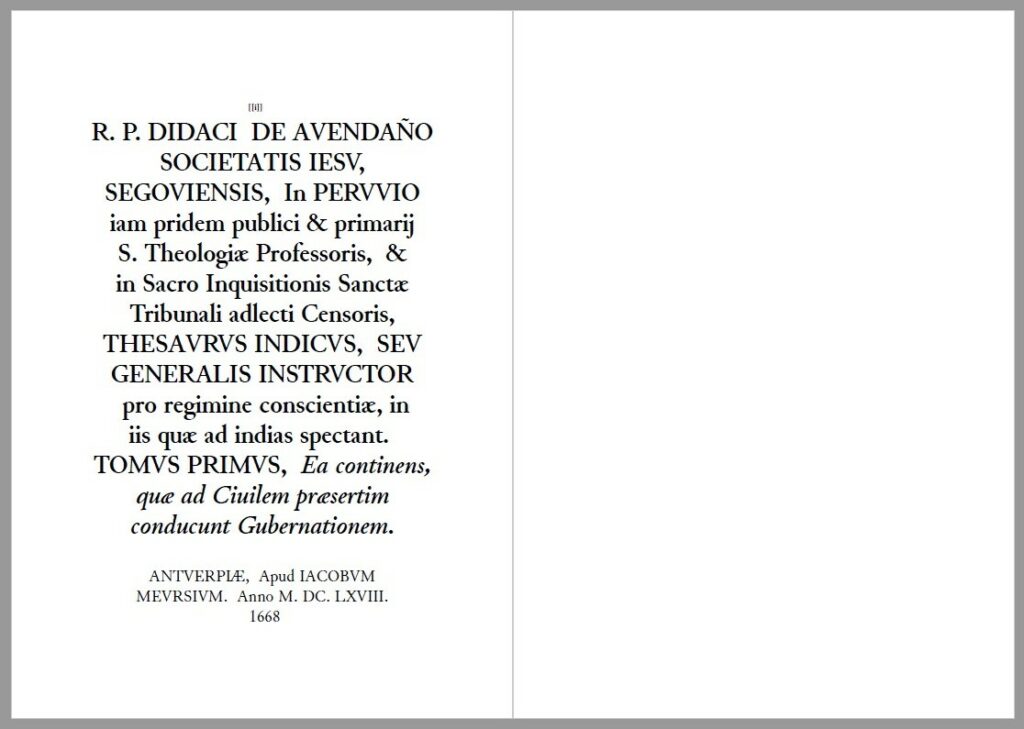 [[i]]
R. P. DIDACI DE AVENDAÑO
SOCIETATIS IESV,
SEGOVIENSIS, In PERVVIO
iam pridem publici & primarij
S. Theologiæ Professoris, &
in Sacro Inquisitionis Sanctæ
Tribunali adlecti Censoris,
THESAVRVS INDICVS, SEV
GENERALIS INSTRVCTOR
pro regimine conscientiæ, in
iis quæ ad indias spectant.
TOMVS PRIMVS, Ea continens,
quæ ad Ciuilem præsertim
conducunt Gubernationem.
ANTVERPIÆ, Apud IACOBVM
MEVRSIVM. Anno M. DC. LXVIII.
1668